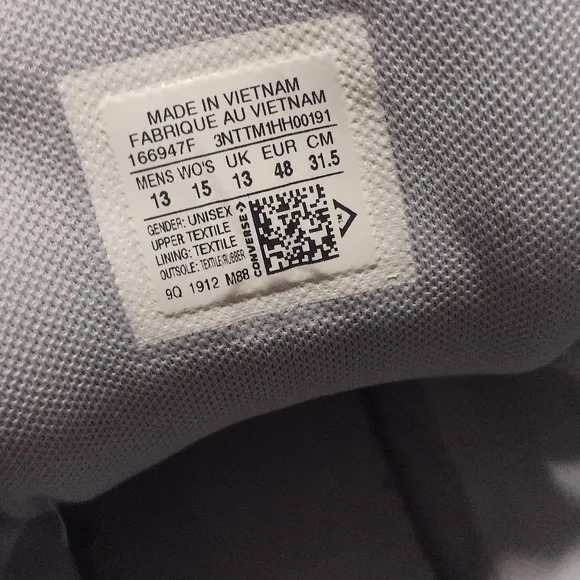 MADE IN VIETNAM
FABRIQUE AU VIETNAM
166947F 3NTTM1HH00191
MENS WO'S UK EUR CM
13 15 13 48 31.5
GENDER: UNISEX
UPPER TEXTILE
LINING: TEXTILE
OUTSOLE: TEXTILE/RUBBER
9Q 1912 M88
CONVERSE
TM